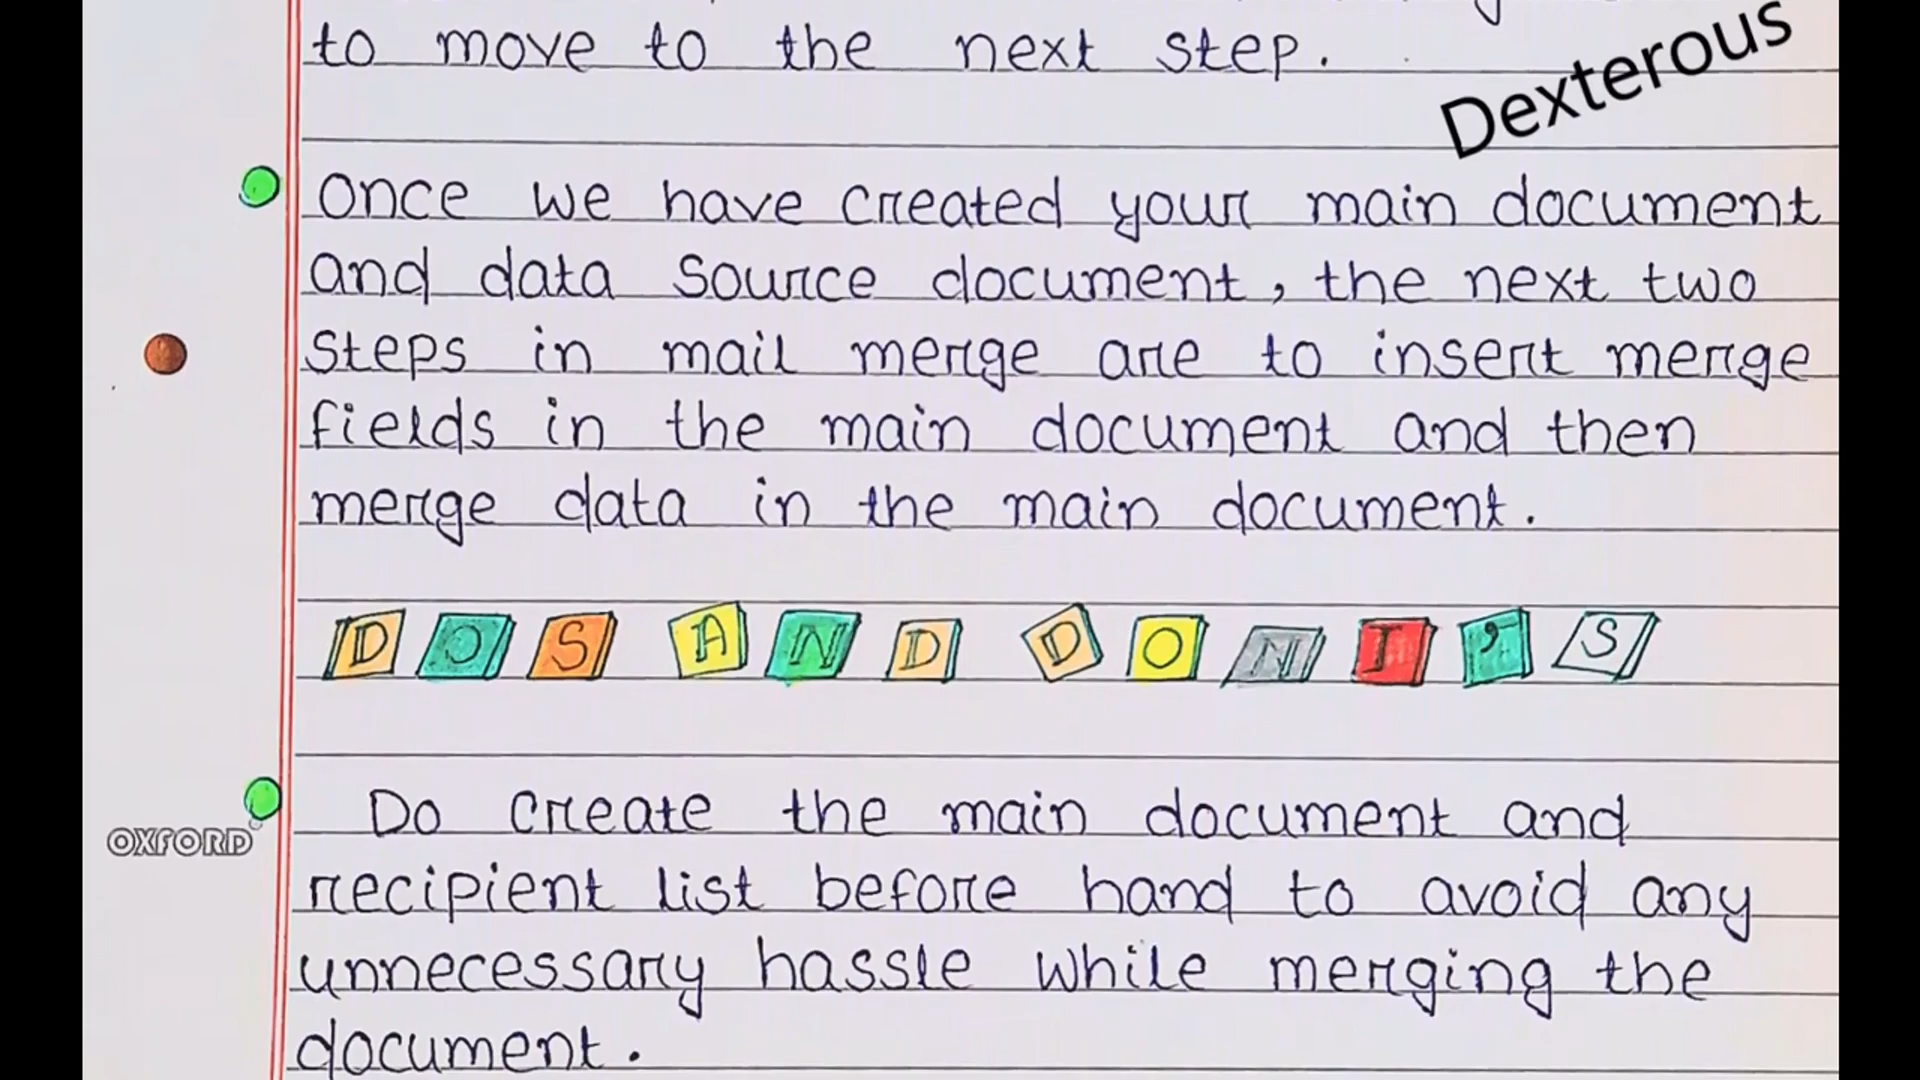 to move to the next step.
Dexterous
Once we have created your main document
and data source document, the next two
steps in mail merge are to insert merge
fields in the main document and then
merge data in the main document.
DOS AND DONT'S
Do create the main document and
OXFORD
recipient list before hand to avoid any
unnecessary hassle while merging the
document.